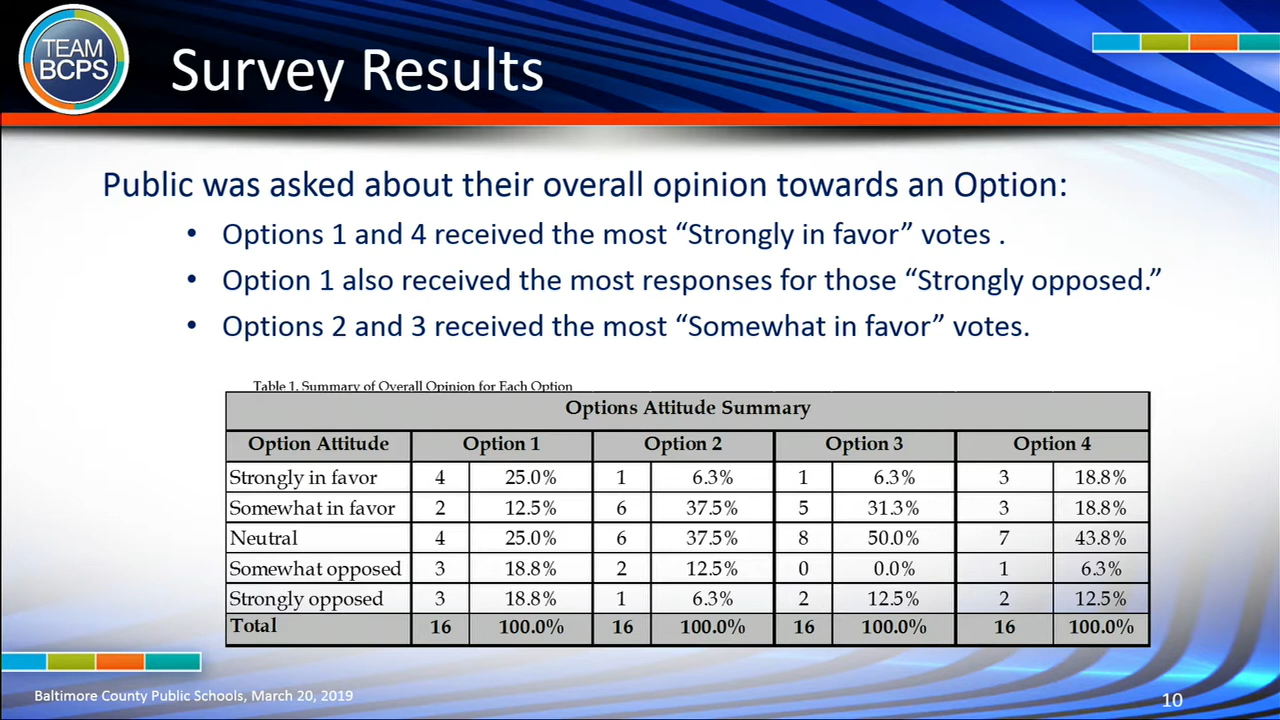 TEAM
BCPS
Survey Results
Public was asked about their overall opinion towards an Option:
• Options 1 and 4 received the most “Strongly in favor” votes .
• Option 1 also received the most responses for those “Strongly opposed.”
• Options 2 and 3 received the most “Somewhat in favor” votes.
Table 1. Summary of Overall Opinion for Each Option
Options Attitude Summary
Option Attitude Option 1 Option 2 Option 3 Option 4
Strongly in favor 4 25.0% 1 6.3% 1 6.3% 3 18.8%
Somewhat in favor 2 12.5% 6 37.5% 5 31.3% 3 18.8%
Neutral 4 25.0% 6 37.5% 8 50.0% 7 43.8%
Somewhat opposed 3 18.8% 2 12.5% 0 0.0% 1 6.3%
Strongly opposed 3 18.8% 1 6.3% 2 12.5% 2 12.5%
Total 16 100.0% 16 100.0% 16 100.0% 16 100.0%
Baltimore County Public Schools, March 20, 2019
10